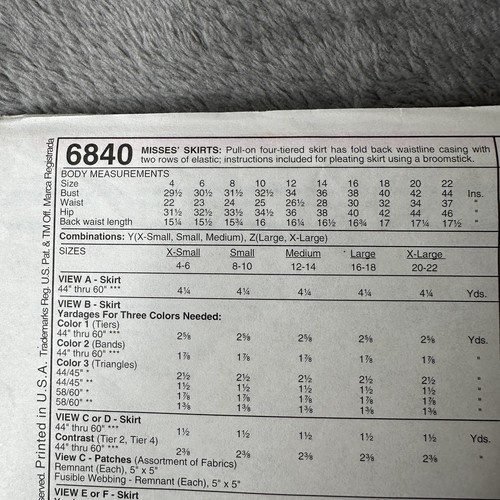 6840 MISSES' SKIRTS: Pull-on four-tiered skirt has fold back waistline casing with
two rows of elastic; instructions included for pleating skirt using a broomstick.
BODY MEASUREMENTS
Size 4 6 8 10 12 14 16 18 20 22
Bust 29½ 30½ 31½ 32½ 34 36 38 40 42 44 Ins.
Waist 22 23 24 25 26½ 28 30 32 34 37 "
Hip 31½ 32½ 33½ 34½ 36 38 40 42 44 46 "
Back waist length 15¼ 15½ 15¾ 16 16¼ 16½ 16¾ 17 17¼ 17½ "
Combinations: Y(X-Small, Small, Medium), Z(Large, X-Large)
SIZES X-Small Small Medium Large X-Large
4-6 8-10 12-14 16-18 20-22
VIEW A - Skirt
44" thru 60" *** 4¼ 4¼ 4¼ 4¼ 4¼ Yds.
VIEW B - Skirt
Yardages For Three Colors Needed:
Color 1 (Tiers)
44" thru 60" *** 2⅝ 2⅝ 2⅝ 2⅝ 2⅝ Yds.
Color 2 (Bands)
44" thru 60" *** 1⅞ 1⅞ 1⅞ 1⅞ 1⅞ "
Color 3 (Triangles)
44/45" * 2½ 2½ 2½ 2½ 2½ "
44/45" ** 1½ 1½ 1½ 1½ 1½ "
58/60" * 1⅞ 1⅞ 1⅞ 1⅞ 1⅞ "
58/60" ** 1⅜ 1⅜ 1⅜ 1⅜ 1⅜ "
VIEW C or D - Skirt
44" thru 60" *** 1½ 1½ 1½ 1½ 1½ Yds.
Contrast (Tier 2, Tier 4)
44" thru 60" *** 2⅜ 2⅜ 2⅜ 2⅜ 2⅜ "
View C - Patches (Assortment of Fabrics)
Remnant (Each), 5" x 5"
Fusible Webbing - Remnant (Each), 5" x 5"
VIEW E or F - Skirt
Printed in U.S.A. Trademarks Reg. U.S. Pat. & TM Off. Marca Registrada